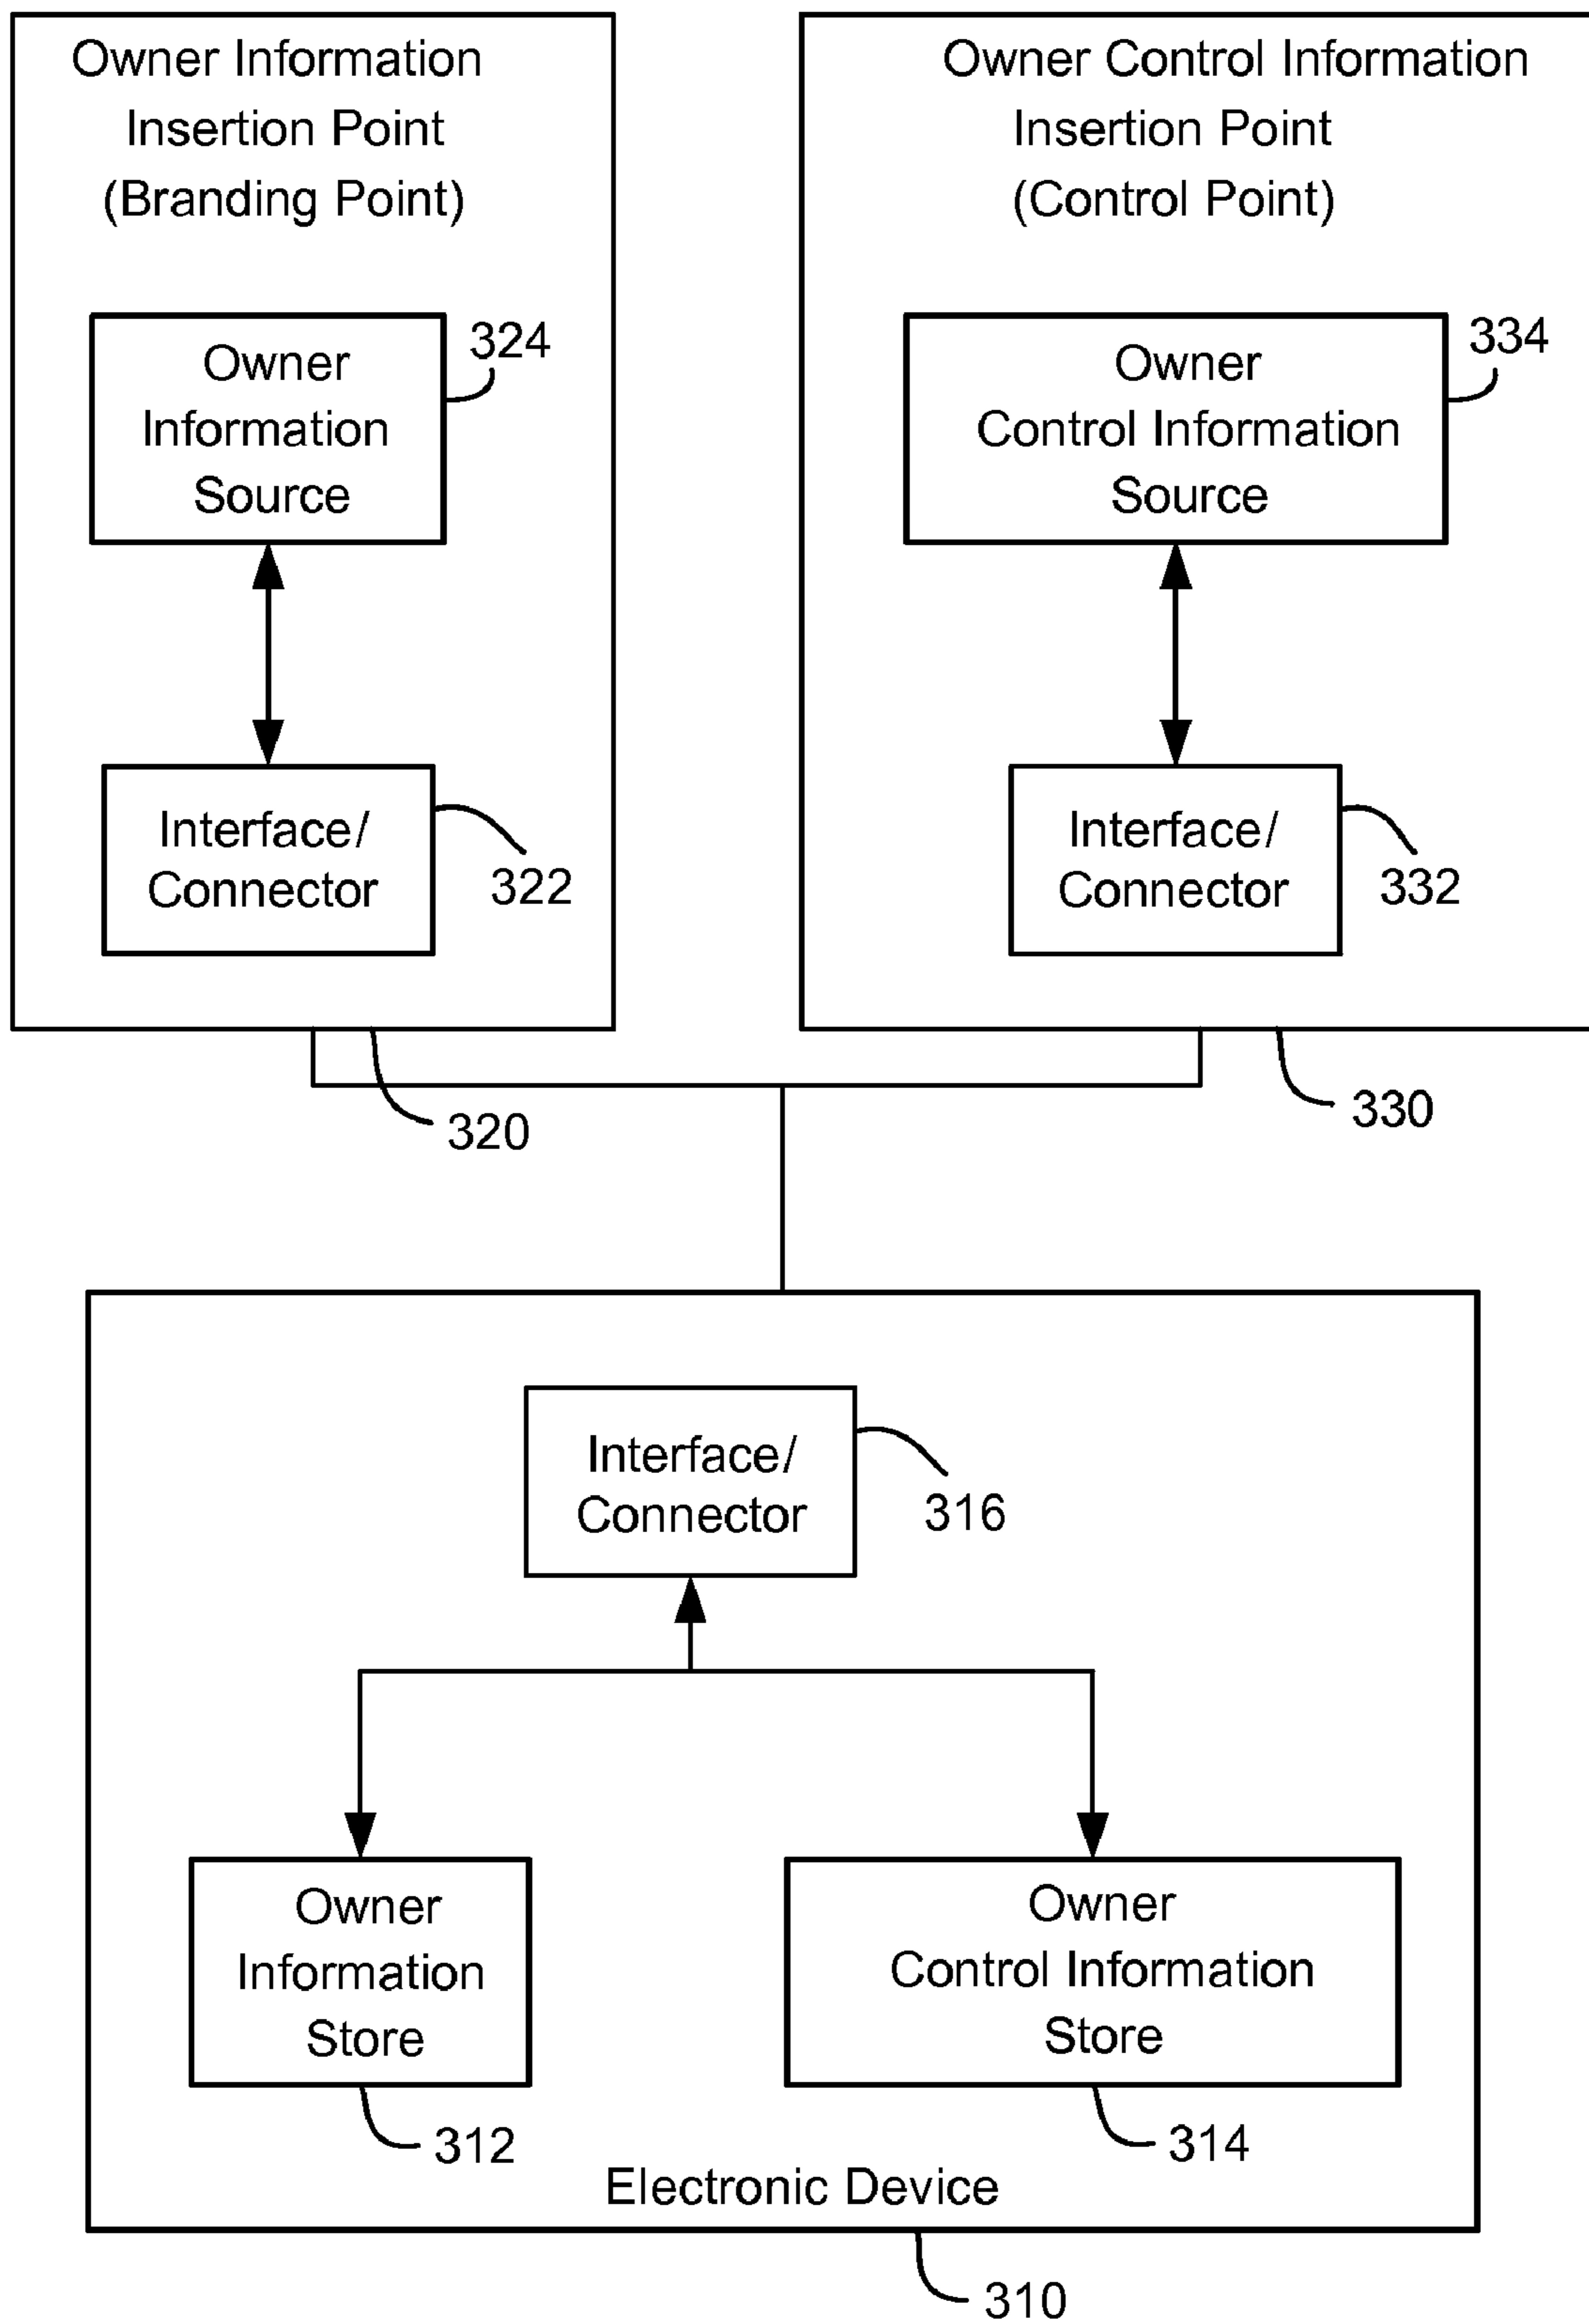 Owner Information
Insertion Point
(Branding Point)
Owner
Information
Source
324
Interface/
Connector
322
320
Owner Control Information
Insertion Point
(Control Point)
Owner
Control Information
Source
334
Interface/
Connector
332
330
Interface/
Connector
316
Owner
Information
Store
312
Owner
Control Information
Store
314
Electronic Device
310